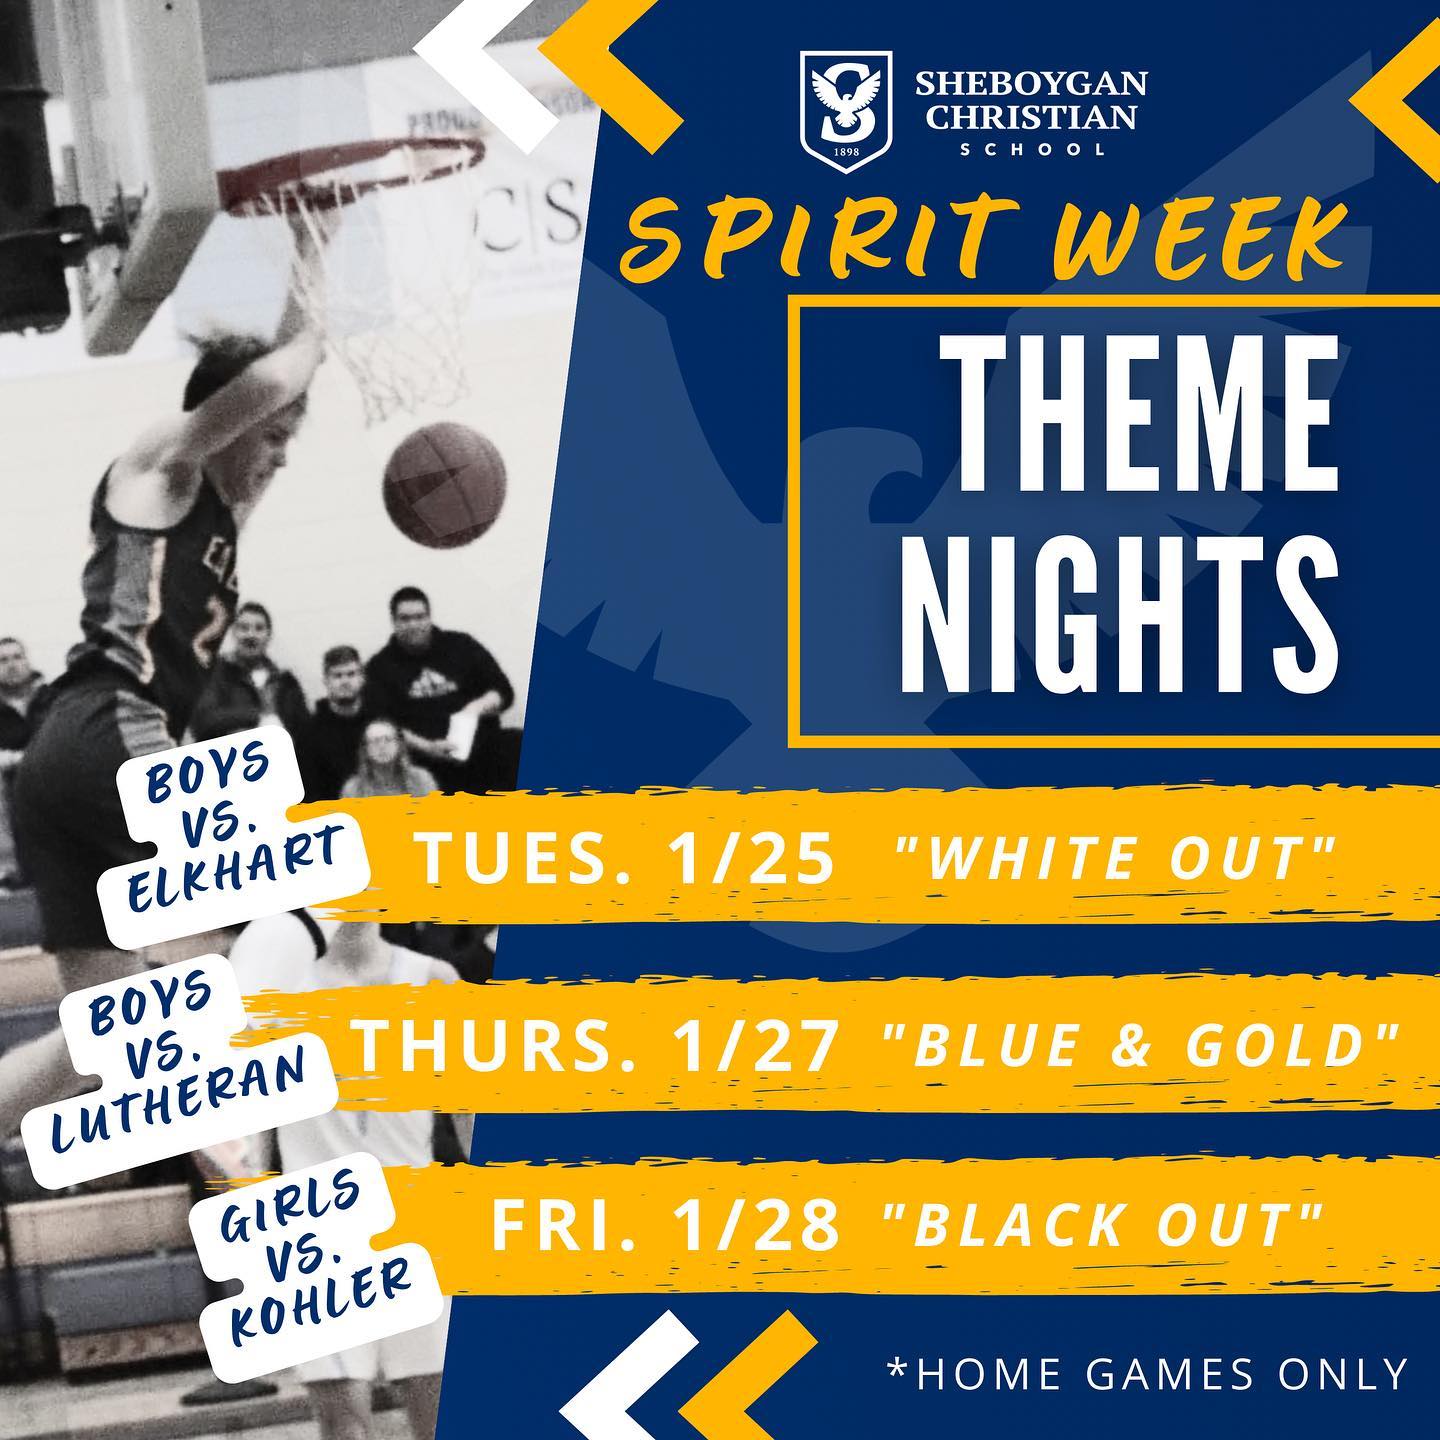 PROUD
C|S
SHEBOYGAN
CHRISTIAN
SCHOOL
1898
SPIRIT WEEK
THEME
NIGHTS
BOYS
VS.
ELKHART
TUES. 1/25 "WHITE OUT"
BOYS
VS.
LUTHERAN
THURS. 1/27 "BLUE & GOLD"
GIRLS
VS.
KOHLER
FRI. 1/28 "BLACK OUT"
*HOME GAMES ONLY